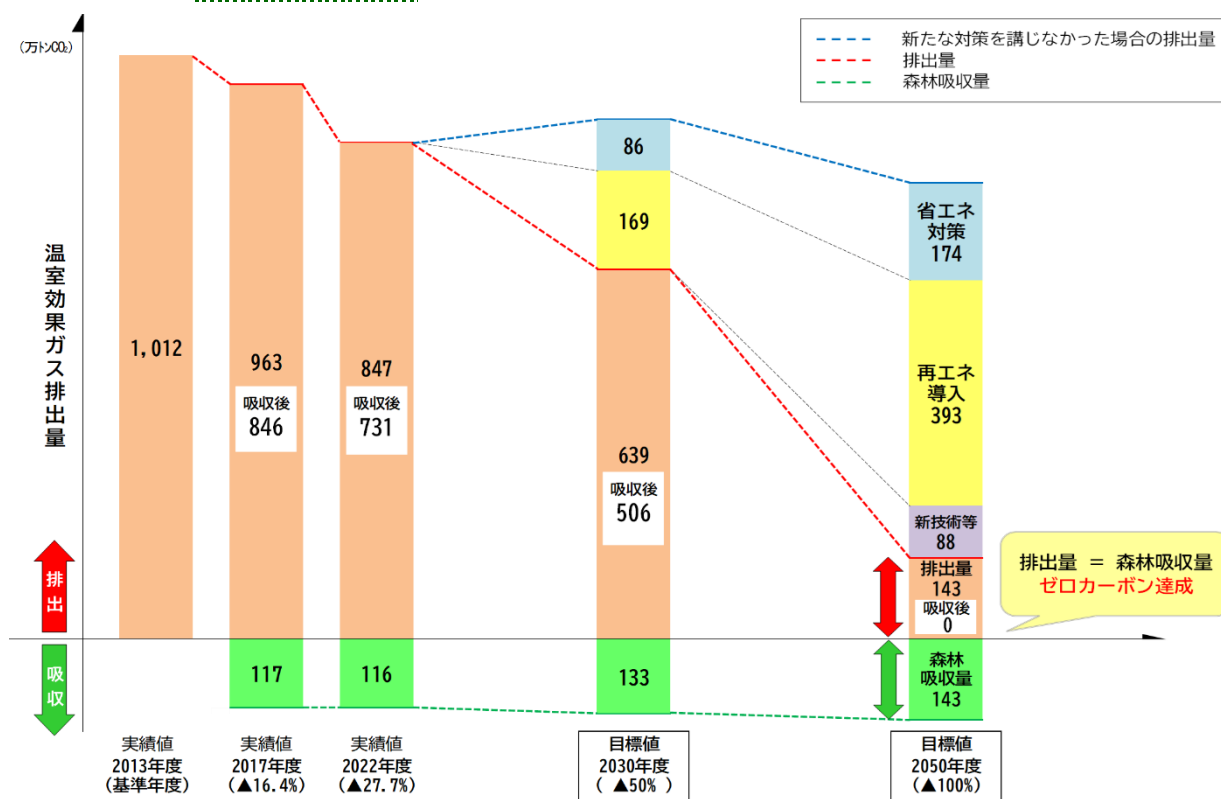 (万トンCO₂)
新たな対策を講じなかった場合の排出量
排出量
森林吸収量
温室効果ガス排出量
排出
吸収
1,012
963
吸収後
846
847
吸収後
731
86
169
639
吸収後
506
省エネ
対策
174
再エネ
導入
393
新技術等
88
排出量
143
吸収後
0
排出量 = 森林吸収量
ゼロカーボン達成
117
116
133
森林
吸収量
143
実績値
2013年度
(基準年度)
実績値
2017年度
(▲16.4%)
実績値
2022年度
(▲27.7%)
目標値
2030年度
( ▲50% )
目標値
2050年度
(▲100%)